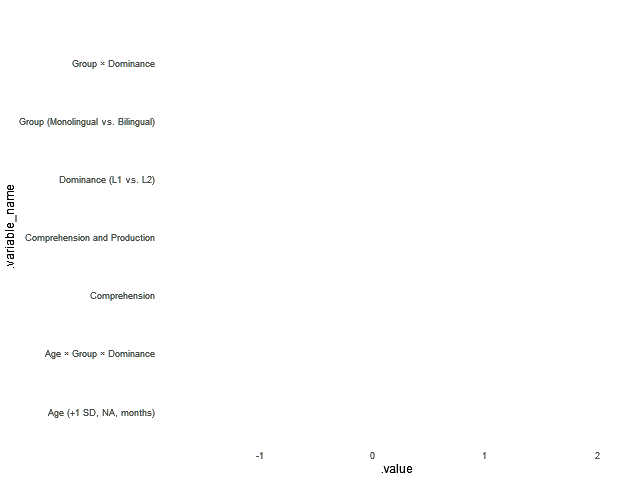 Group × Dominance
Group (Monolingual vs. Bilingual)
Dominance (L1 vs. L2)
.variable_name
Comprehension and Production
Comprehension
Age × Group × Dominance
Age (+1 SD, NA, months)
-1 0 1 2
.value